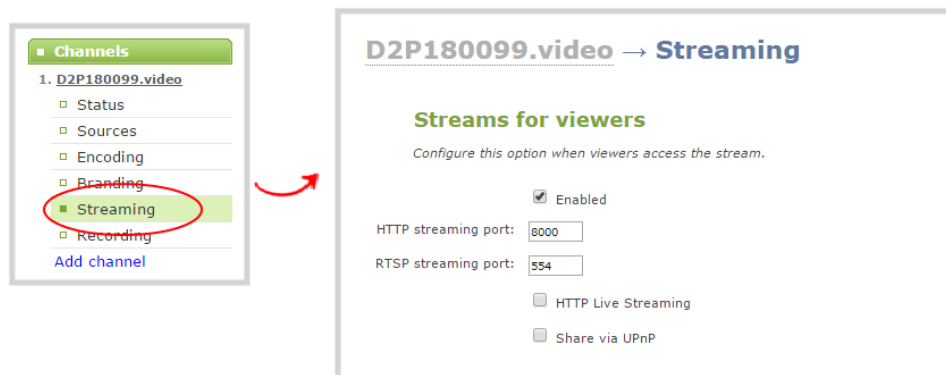 Channels
1. D2P180099.video
Status
Sources
Encoding
Branding
Streaming
Recording
Add channel
D2P180099.video → Streaming
Streams for viewers
Configure this option when viewers access the stream.
Enabled
HTTP streaming port: 8000
RTSP streaming port: 554
HTTP Live Streaming
Share via UPnP